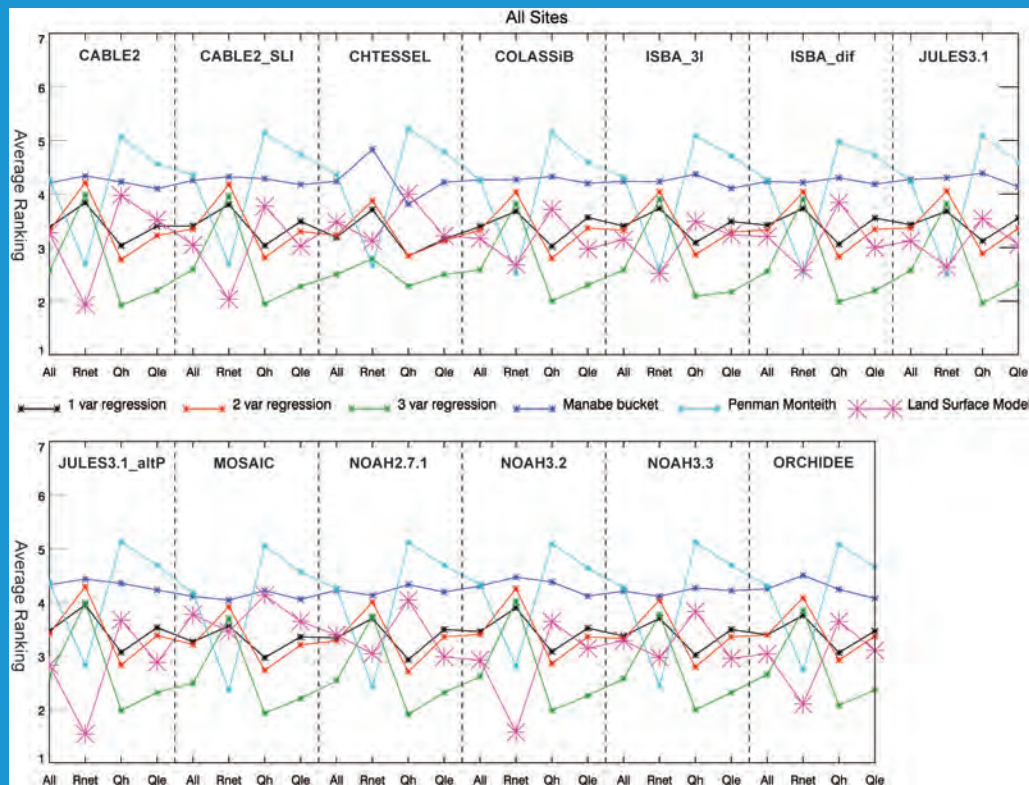 All Sites
CABLE2 CABLE2_SLI CHTESSEL COLASSiB ISBA_3l ISBA_dif JULES3.1
7
6
5
4
3
2
1
Average Ranking
All Rnet Qh Qle All Rnet Qh Qle All Rnet Qh Qle All Rnet Qh Qle All Rnet Qh Qle All Rnet Qh Qle All Rnet Qh Qle
1 var regression 2 var regression 3 var regression Manabe bucket Penman Monteith Land Surface Model
JULES3.1_altP MOSAIC NOAH2.7.1 NOAH3.2 NOAH3.3 ORCHIDEE
7
6
5
4
3
2
1
Average Ranking
All Rnet Qh Qle All Rnet Qh Qle All Rnet Qh Qle All Rnet Qh Qle All Rnet Qh Qle All Rnet Qh Qle